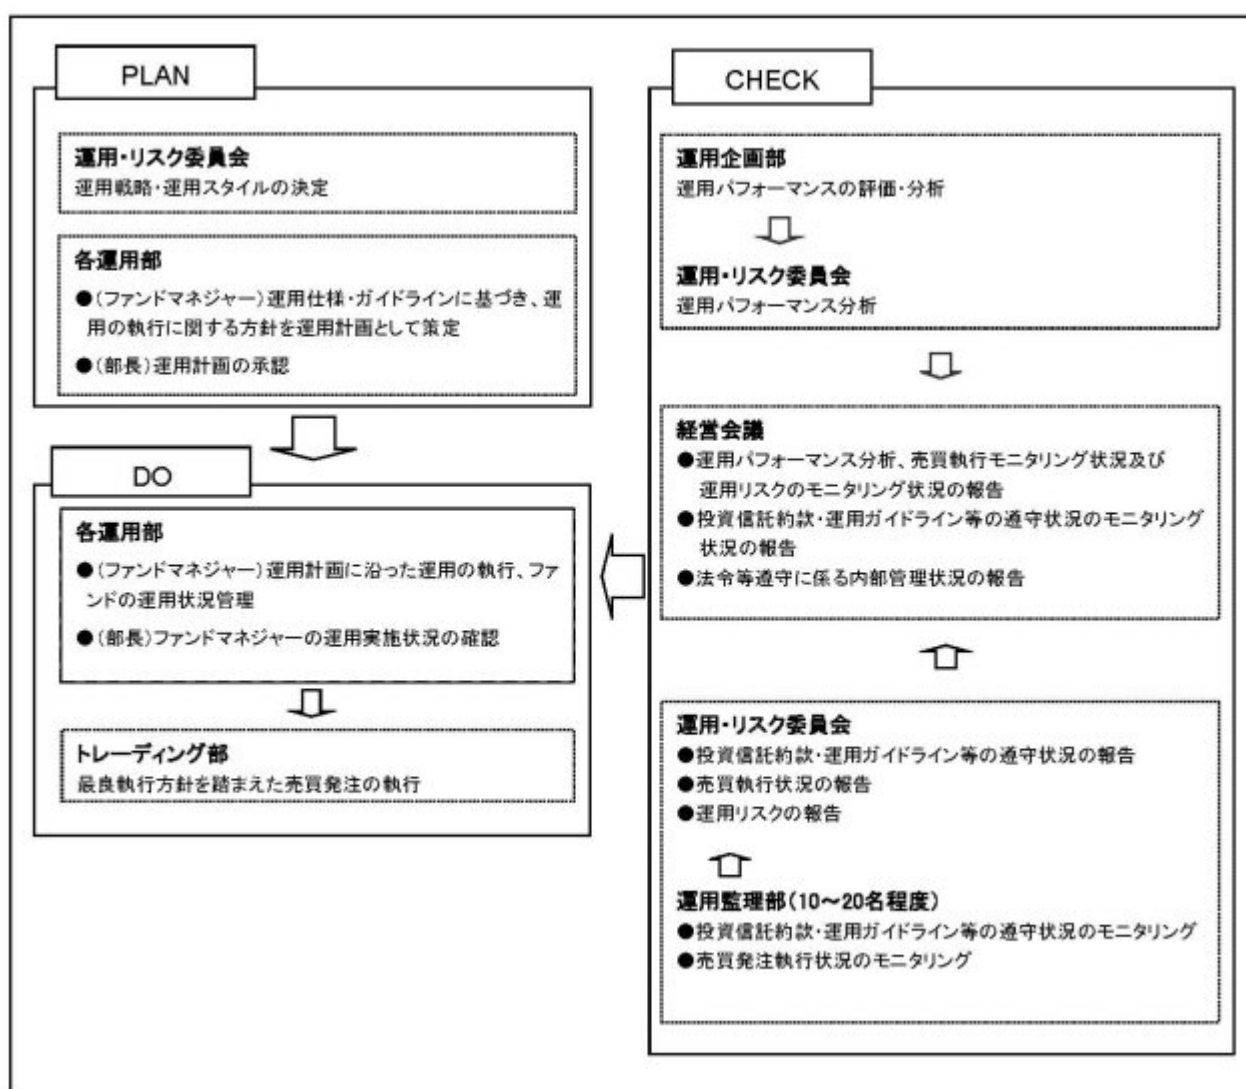 PLAN
運用・リスク委員会
運用戦略・運用スタイルの決定
各運用部
●(ファンドマネジャー)運用仕様・ガイドラインに基づき、運
用の執行に関する方針を運用計画として策定
●(部長)運用計画の承認
DO
各運用部
●(ファンドマネジャー)運用計画に沿った運用の執行、ファ
ンドの運用状況管理
●(部長)ファンドマネジャーの運用実施状況の確認
トレーディング部
最良執行方針を踏まえた売買発注の執行
CHECK
運用企画部
運用パフォーマンスの評価・分析
運用・リスク委員会
運用パフォーマンス分析
経営会議
●運用パフォーマンス分析、売買執行モニタリング状況及び
運用リスクのモニタリング状況の報告
●投資信託約款・運用ガイドライン等の遵守状況のモニタリング
状況の報告
●法令等遵守に係る内部管理状況の報告
運用・リスク委員会
●投資信託約款・運用ガイドライン等の遵守状況の報告
●売買執行状況の報告
●運用リスクの報告
運用監理部(10~20名程度)
●投資信託約款・運用ガイドライン等の遵守状況のモニタリング
●売買発注執行状況のモニタリング